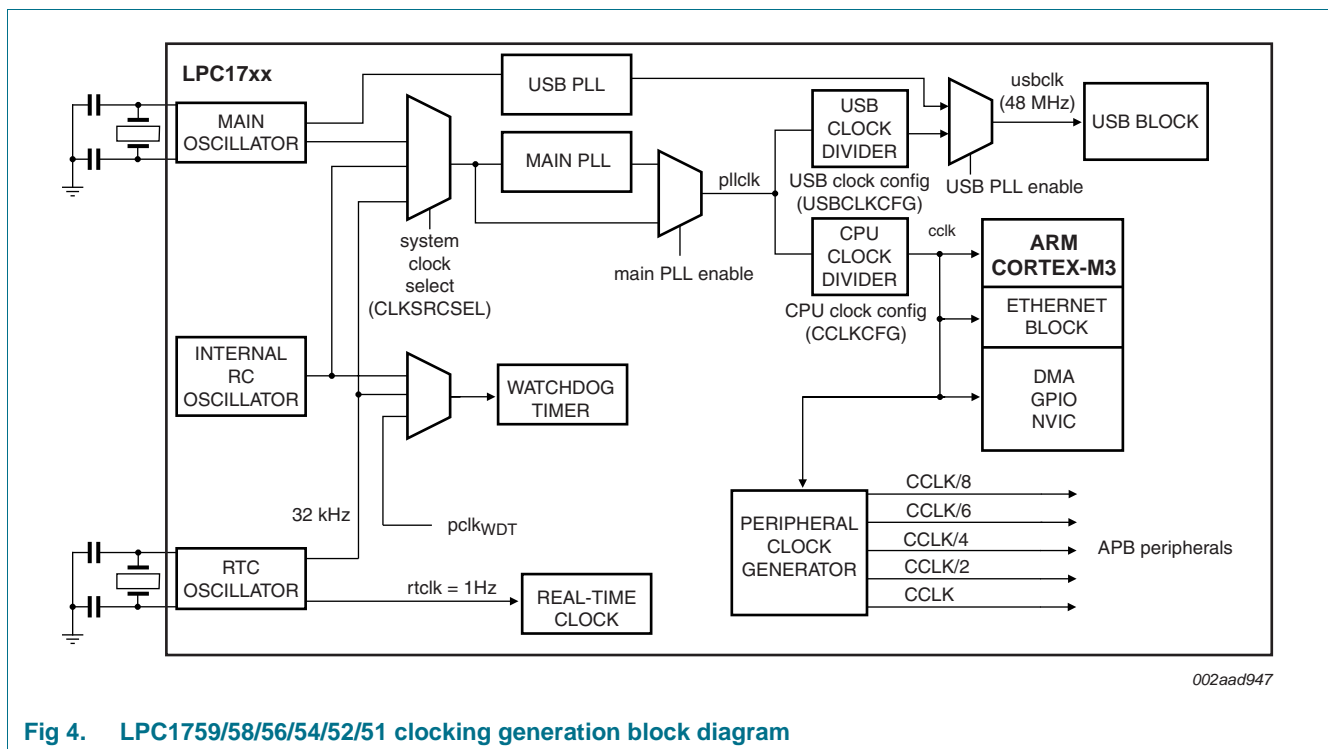 LPC17xx
MAIN
OSCILLATOR
USB PLL
MAIN PLL
system
clock
select
(CLKSRCSEL)
main PLL enable
pllclk
USB
CLOCK
DIVIDER
USB clock config
(USBCLKCFG)
usbclk
(48 MHz)
USB BLOCK
USB PLL enable
CPU
CLOCK
DIVIDER
CPU clock config
(CCLKCFG)
cclk
ARM
CORTEX-M3
ETHERNET
BLOCK
DMA
GPIO
NVIC
INTERNAL
RC
OSCILLATOR
WATCHDOG
TIMER
pclkWDT
32 kHz
RTC
OSCILLATOR
rtclk = 1Hz
REAL-TIME
CLOCK
PERIPHERAL
CLOCK
GENERATOR
CCLK/8
CCLK/6
CCLK/4
CCLK/2
CCLK
APB peripherals
002aad947
Fig 4. LPC1759/58/56/54/52/51 clocking generation block diagram